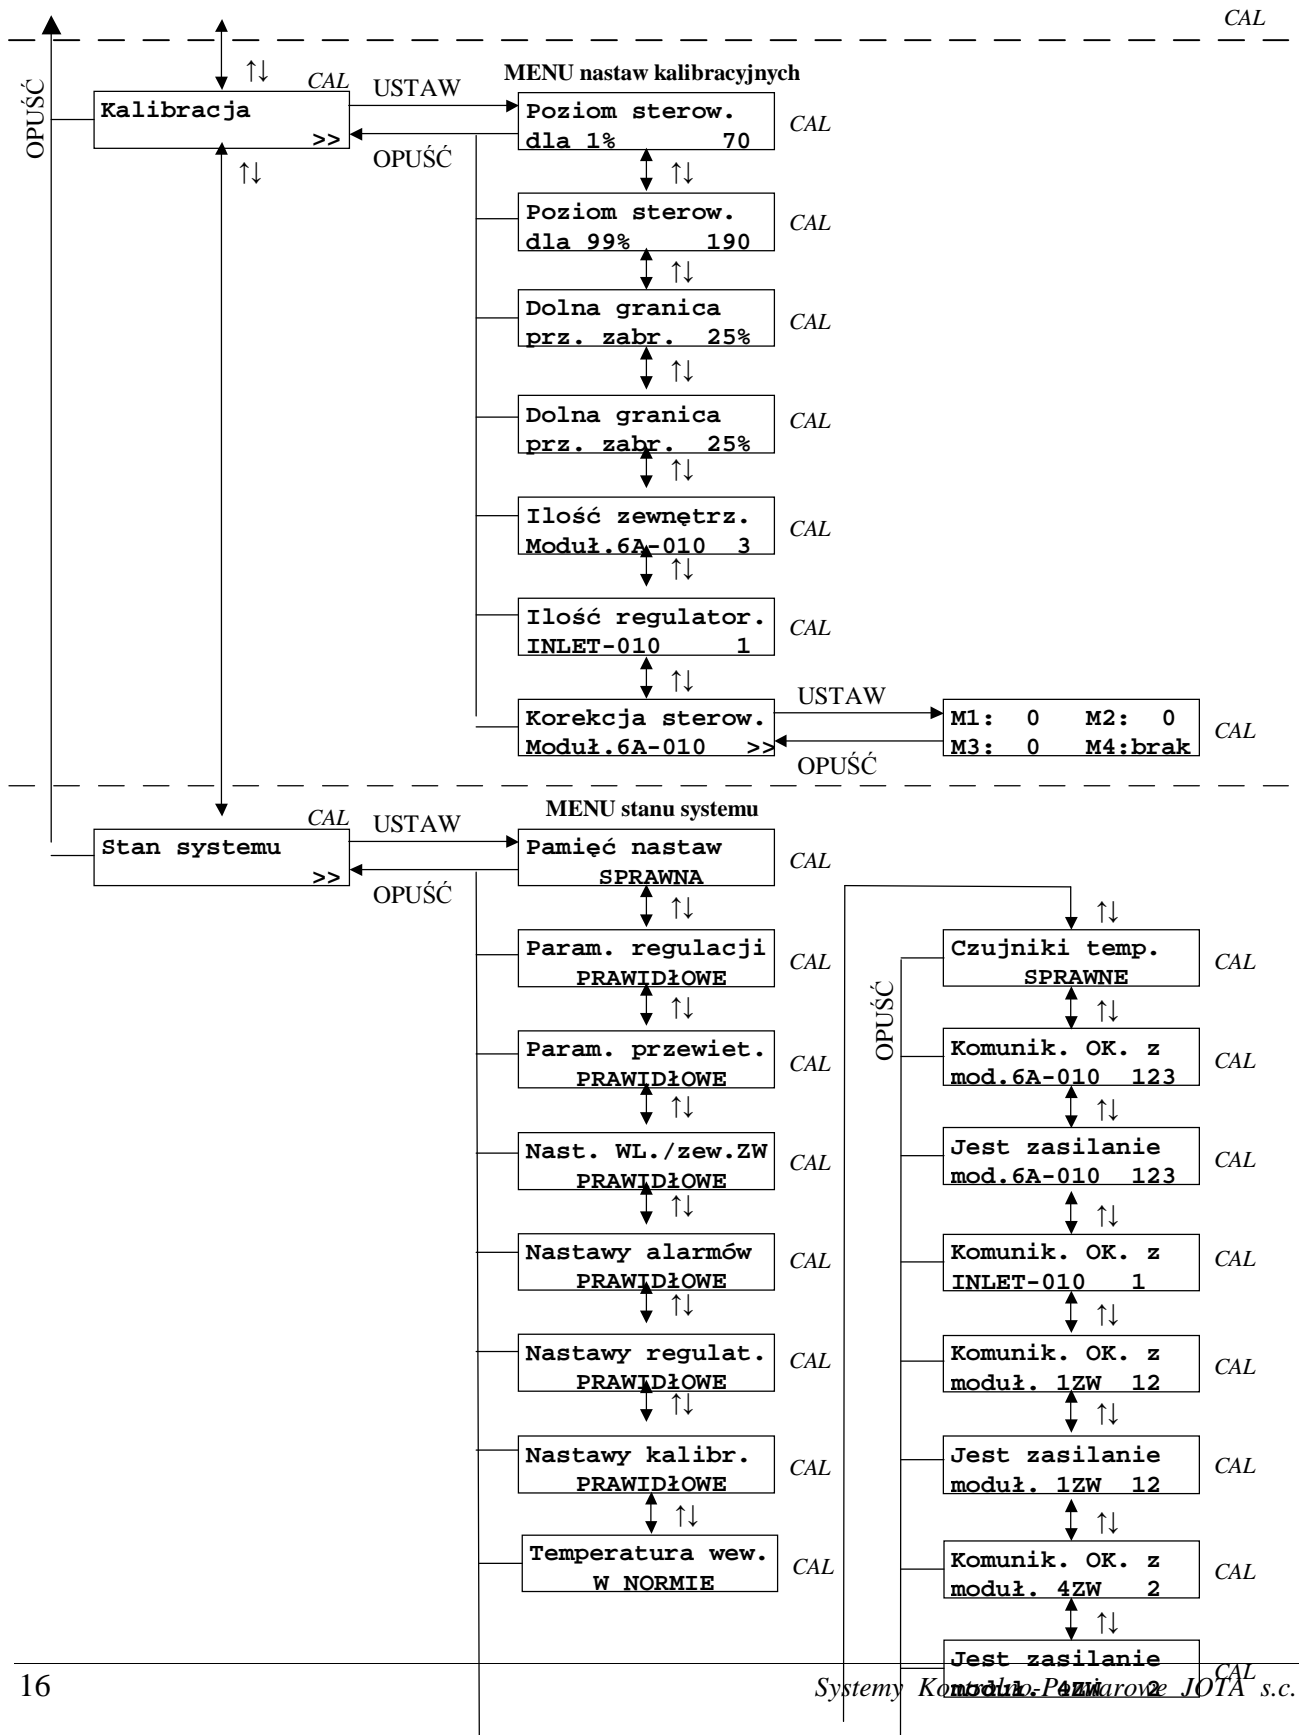 CAL
OPUŚĆ
↑↓
MENU nastaw kalibracyjnych
CAL
Kalibracja
>>
USTAW
OPUŚĆ
↑↓
Poziom sterow.
dla 1% 70
CAL
↑↓
Poziom sterow.
dla 99% 190
CAL
↑↓
Dolna granica
prz. zabr. 25%
CAL
↑↓
Dolna granica
prz. zabr. 25%
CAL
↑↓
Ilość zewnętrz.
Moduł.6A-010 3
CAL
↑↓
Ilość regulator.
INLET-010 1
CAL
↑↓
Korekcja sterow.
Moduł.6A-010 >>
USTAW
OPUŚĆ
M1: 0 M2: 0
M3: 0 M4:brak
CAL
MENU stanu systemu
CAL
Stan systemu
>>
USTAW
OPUŚĆ
Pamięć nastaw
SPRAWNA
CAL
↑↓
Param. regulacji
PRAWIDŁOWE
CAL
↑↓
Param. przewiet.
PRAWIDŁOWE
CAL
↑↓
Nast. WL./zew.ZW
PRAWIDŁOWE
CAL
↑↓
Nastawy alarmów
PRAWIDŁOWE
CAL
↑↓
Nastawy regulat.
PRAWIDŁOWE
CAL
↑↓
Nastawy kalibr.
PRAWIDŁOWE
CAL
↑↓
Temperatura wew.
W NORMIE
CAL
↑↓
OPUŚĆ
Czujniki temp.
SPRAWNE
CAL
↑↓
Komunik. OK. z
mod.6A-010 123
CAL
↑↓
Jest zasilanie
mod.6A-010 123
CAL
↑↓
Komunik. OK. z
INLET-010 1
CAL
↑↓
Komunik. OK. z
moduł. 1ZW 12
CAL
↑↓
Jest zasilanie
moduł. 1ZW 12
CAL
↑↓
Komunik. OK. z
moduł. 4ZW 2
CAL
↑↓
Jest zasilanie
moduł. 4ZW 2
CAL
16
Systemy Kontrolno-Pomiarowe JOTA s.c.